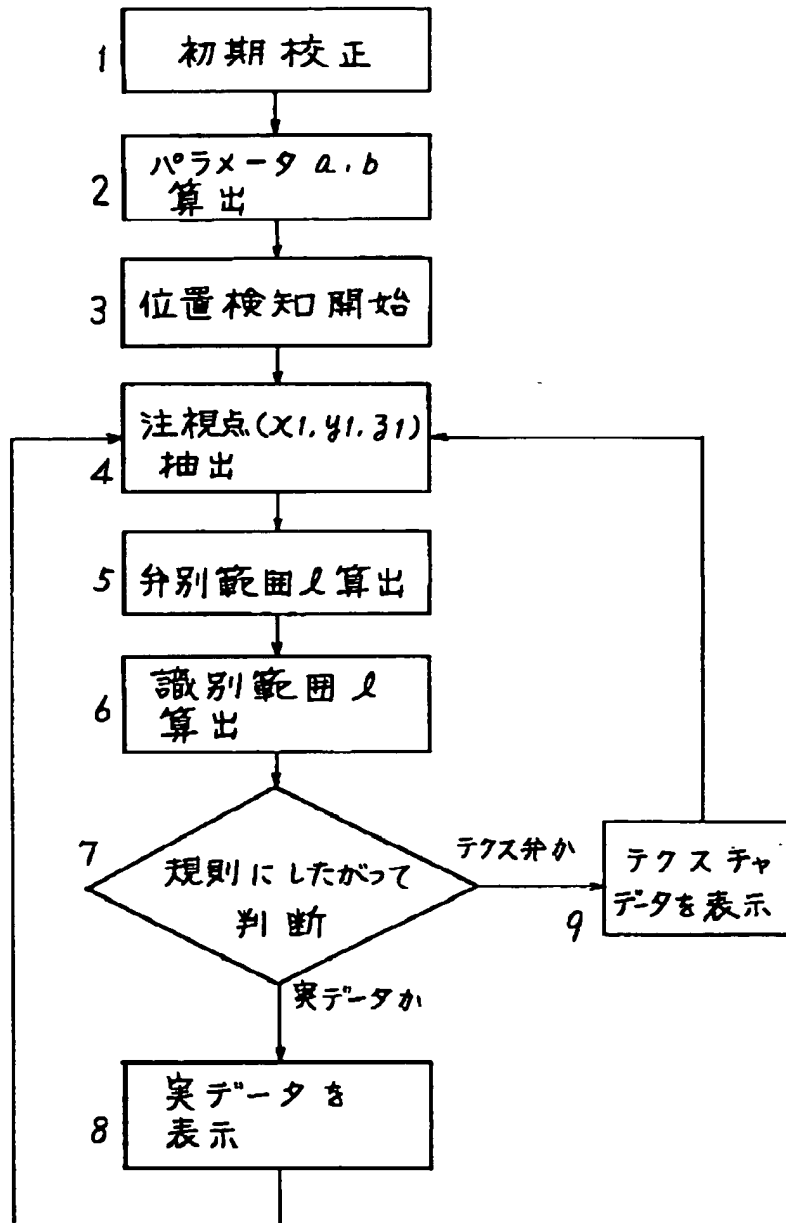 1
初期校正
2
パラメータ a.b
算出
3
位置検知開始
4
注視点(x1.y1.z1)
抽出
5
弁別範囲l算出
6
識別範囲l
算出
7
規則にしたがって
判断
テクス弁か
9
テクスチャ
データを表示
実データか
8
実データを
表示